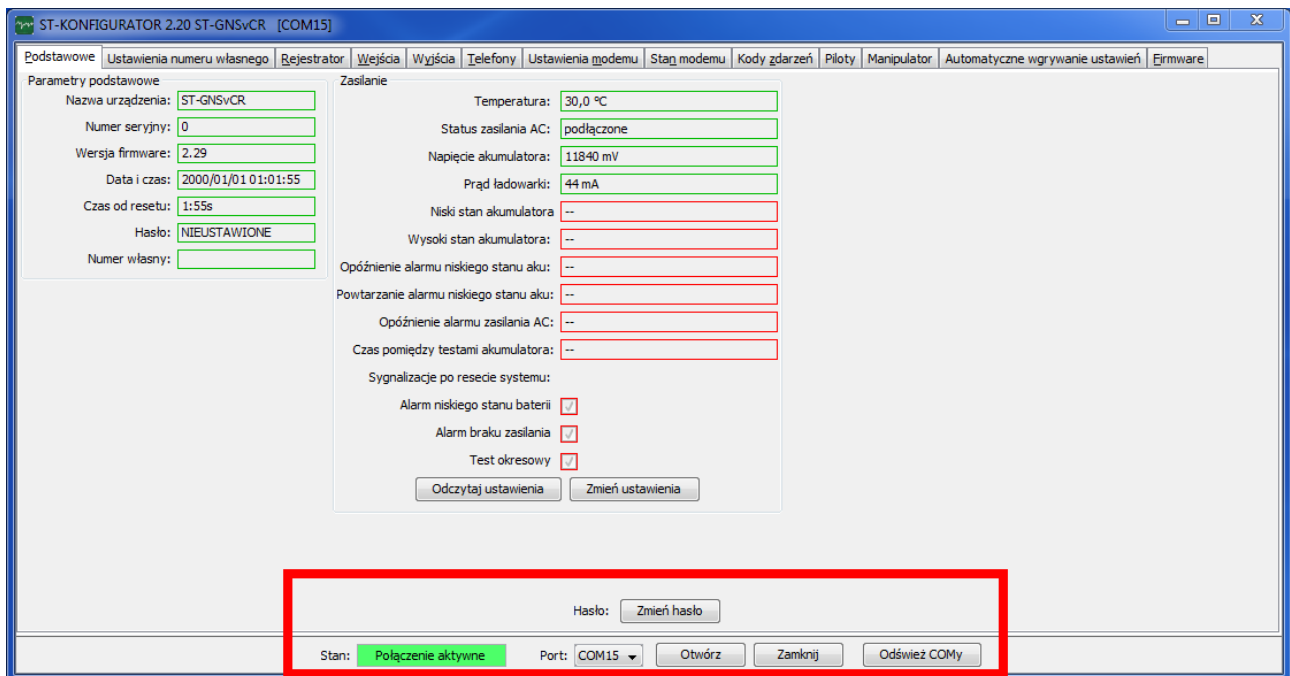 ST-KONFIGURATOR 2.20 ST-GNSvCR [COM15]
Podstawowe Ustawienia numeru własnego Rejestrator Wejścia Wyjścia Telefony Ustawienia modemu Stan modemu Kody zdarzeń Piloty Manipulator Automatyczne wgrywanie ustawień Firmware
Parametry podstawowe
Nazwa urządzenia: ST-GNSvCR
Numer seryjny: 0
Wersja firmware: 2.29
Data i czas: 2000/01/01 01:01:55
Czas od resetu: 1:55s
Hasło: NIEUSTAWIONE
Numer własny:
Zasilanie
Temperatura: 30,0 ºC
Status zasilania AC: podłączone
Napięcie akumulatora: 11840 mV
Prąd ładowarki: 44 mA
Niski stan akumulatora --
Wysoki stan akumulatora: --
Opóźnienie alarmu niskiego stanu aku: --
Powtarzanie alarmu niskiego stanu aku: --
Opóźnienie alarmu zasilania AC: --
Czas pomiędzy testami akumulatora: --
Sygnalizacje po resecie systemu:
Alarm niskiego stanu baterii
Alarm braku zasilania
Test okresowy
Odczytaj ustawienia Zmień ustawienia
Hasło: Zmień hasło
Stan: Połączenie aktywne Port: COM15 Otwórz Zamknij Odśwież COMy